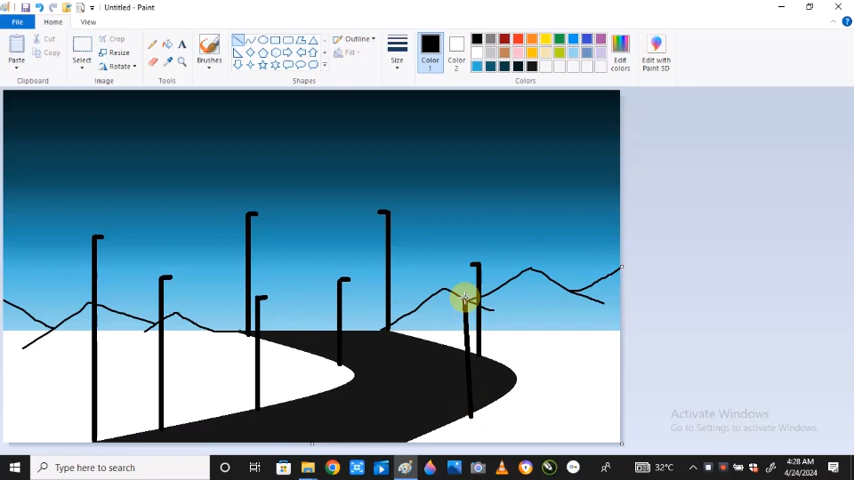 Untitled - Paint
File
Home
View
Paste
Cut
Copy
Clipboard
Select
Crop
Resize
Rotate
Image
A
Tools
Brushes
Outline
Fill
Shapes
Size
Color 1
Color 2
Edit colors
Colors
Edit with Paint 3D
Activate Windows
Go to Settings to activate Windows.
Type here to search
32°C
4:28 AM
4/24/2024